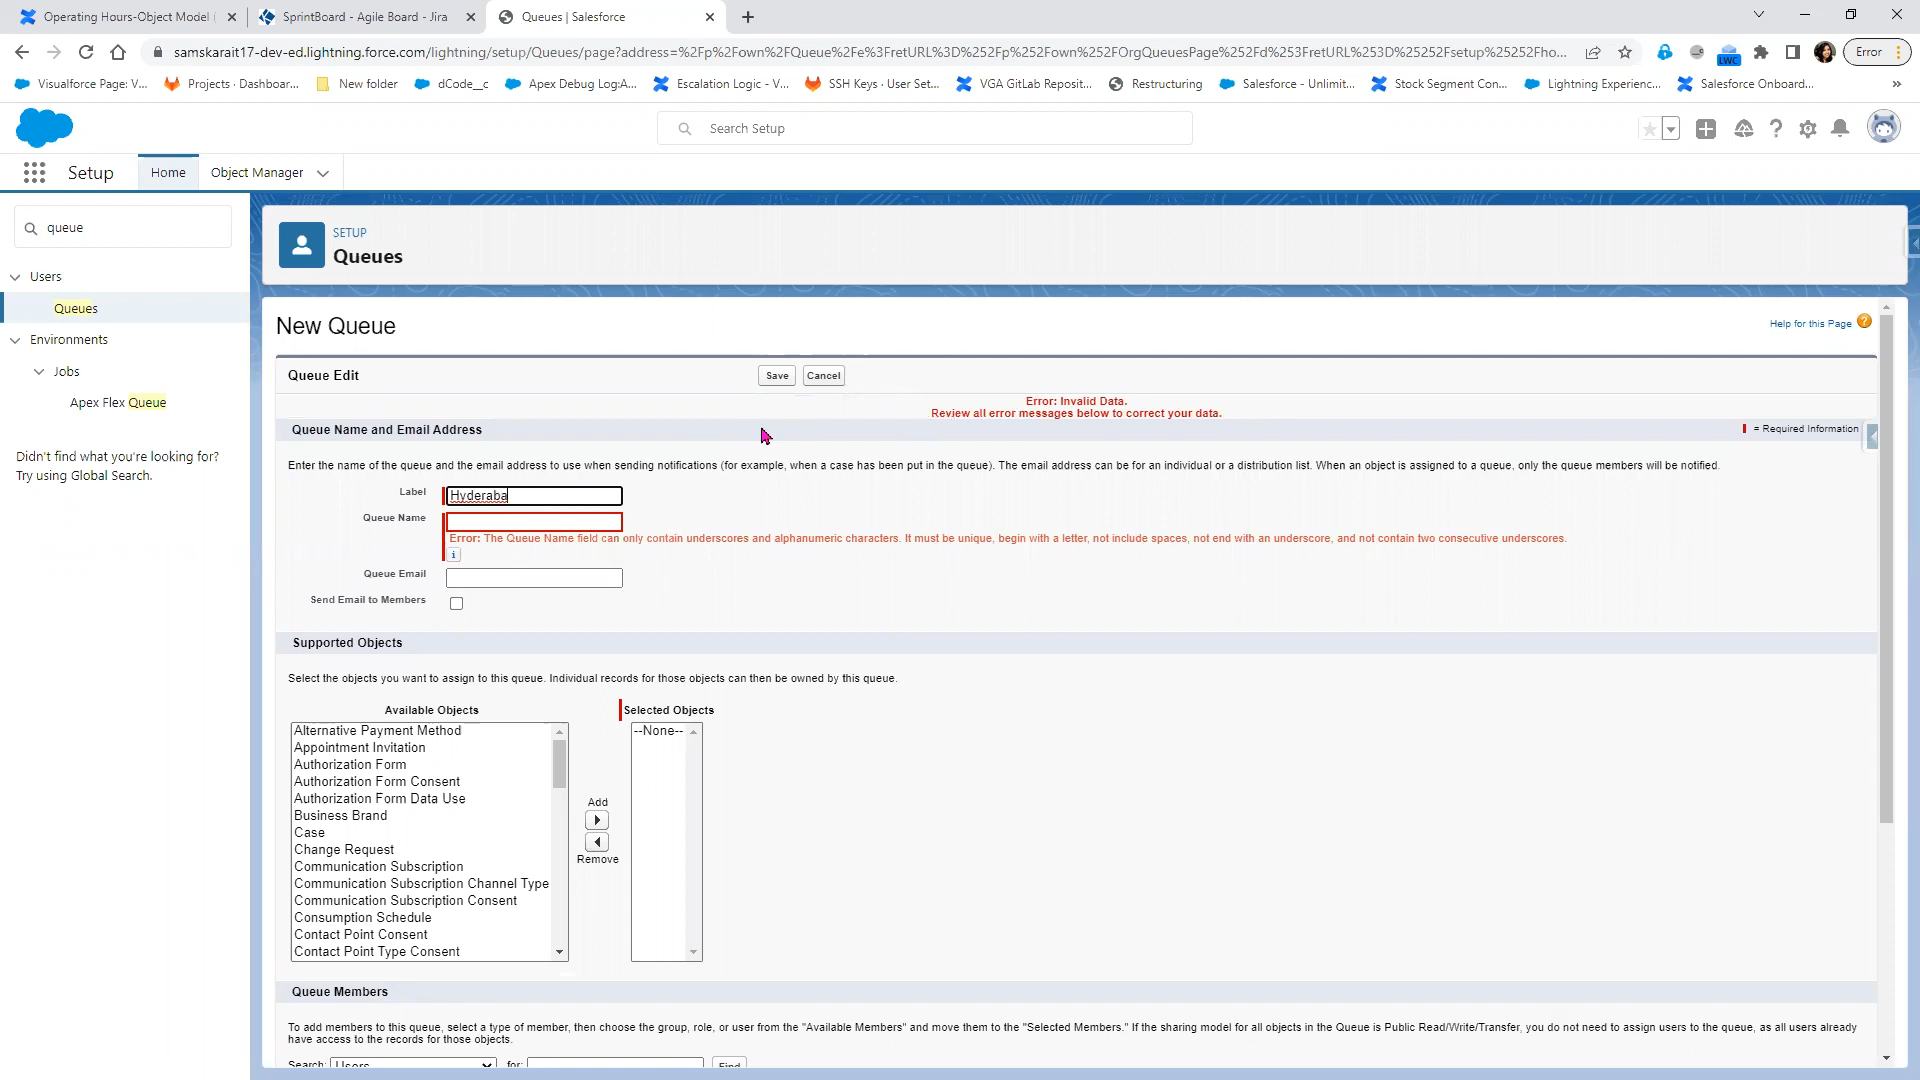 Operating Hours-Object Model
SprintBoard - Agile Board - Jira
Queues | Salesforce
samskarait17-dev-ed.lightning.force.com/lightning/setup/Queues/page?address=%2Fp%2Fown%2FQueue%2Fe%3FretURL%3D%252Fp%252Fown%252FOrgQueuesPage%252Fd%253FretURL%253D%25252Fsetup%25252Fho...
LWC
Error
Visualforce Page: V...
Projects · Dashboar...
New folder
dCode__c
Apex Debug Log:A...
Escalation Logic - V...
SSH Keys · User Set...
VGA GitLab Reposit...
Restructuring
Salesforce - Unlimit...
Stock Segment Con...
Lightning Experienc...
Salesforce Onboard...
Search Setup
Setup
Home
Object Manager
queue
Users
Queues
Environments
Jobs
Apex Flex Queue
Didn't find what you're looking for?
Try using Global Search.
SETUP
Queues
New Queue
Help for this Page
Queue Edit
Save
Cancel
Error: Invalid Data.
Review all error messages below to correct your data.
Queue Name and Email Address
= Required Information
Enter the name of the queue and the email address to use when sending notifications (for example, when a case has been put in the queue). The email address can be for an individual or a distribution list. When an object is assigned to a queue, only the queue members will be notified.
Label
Hyderaba
Queue Name
Error: The Queue Name field can only contain underscores and alphanumeric characters. It must be unique, begin with a letter, not include spaces, not end with an underscore, and not contain two consecutive underscores.
i
Queue Email
Send Email to Members
Supported Objects
Select the objects you want to assign to this queue. Individual records for those objects can then be owned by this queue.
Available Objects
Selected Objects
Alternative Payment Method
Appointment Invitation
Authorization Form
Authorization Form Consent
Authorization Form Data Use
Business Brand
Case
Change Request
Communication Subscription
Communication Subscription Channel Type
Communication Subscription Consent
Consumption Schedule
Contact Point Consent
Contact Point Type Consent
Add
Remove
--None--
Queue Members
To add members to this queue, select a type of member, then choose the group, role, or user from the "Available Members" and move them to the "Selected Members." If the sharing model for all objects in the Queue is Public Read/Write/Transfer, you do not need to assign users to the queue, as all users already
have access to the records for those objects.
Search:
Users
for:
Find